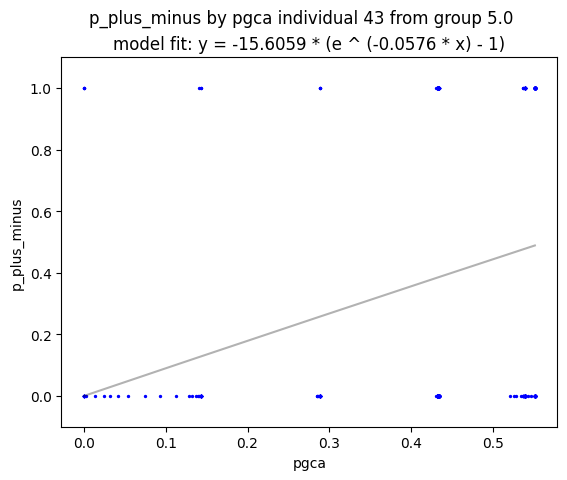 p_plus_minus by pgca individual 43 from group 5.0
model fit: y = -15.6059 * (e ^ (-0.0576 * x) - 1)
1.0
0.8
0.6
0.4
0.2
0.0
p_plus_minus
0.0 0.1 0.2 0.3 0.4 0.5
pgca